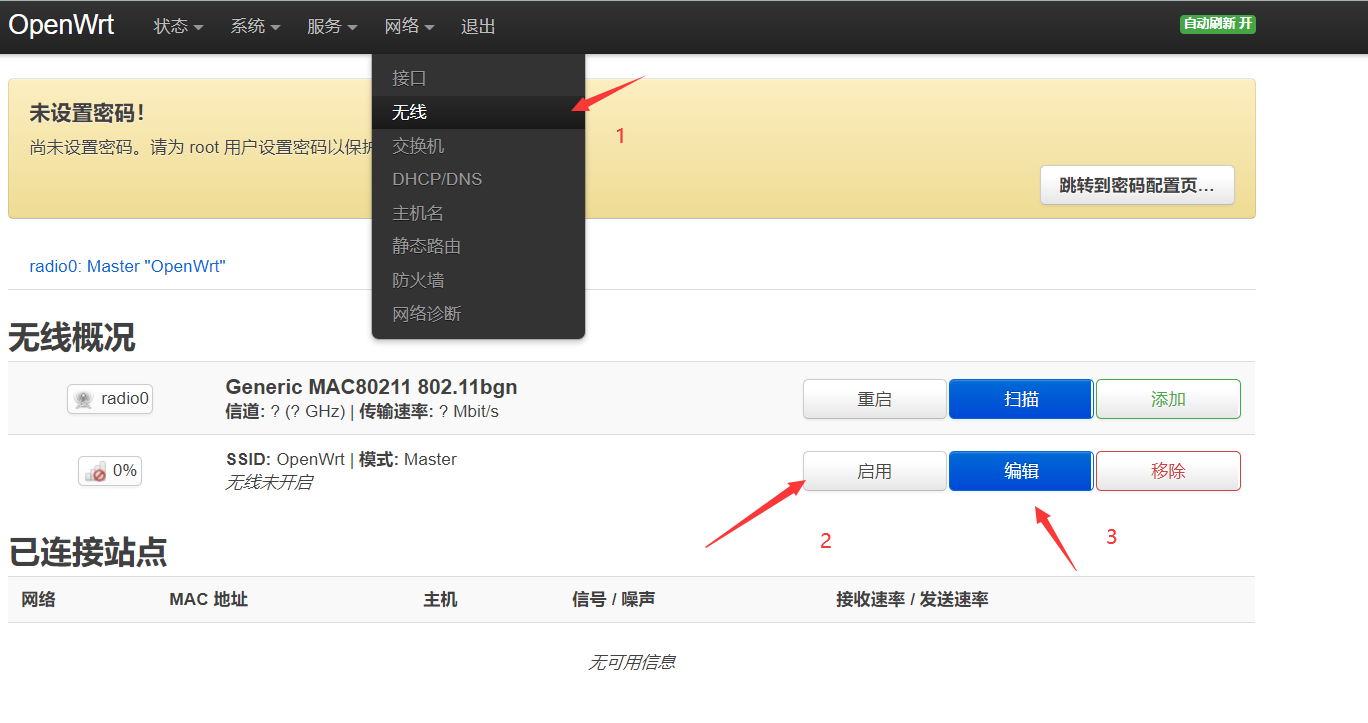 OpenWrt 状态 系统 服务 网络 退出 自动刷新 开
接口
无线
交换机
DHCP/DNS
主机名
静态路由
防火墙
网络诊断
1
未设置密码！
尚未设置密码。请为 root 用户设置密码以保护
跳转到密码配置页...
radio0: Master "OpenWrt"
无线概况
radio0
Generic MAC80211 802.11bgn
信道: ? (? GHz) | 传输速率: ? Mbit/s
重启 扫描 添加
0%
SSID: OpenWrt | 模式: Master
无线未开启
启用 编辑 移除
2
3
已连接站点
网络 MAC 地址 主机 信号 / 噪声 接收速率 / 发送速率
无可用信息